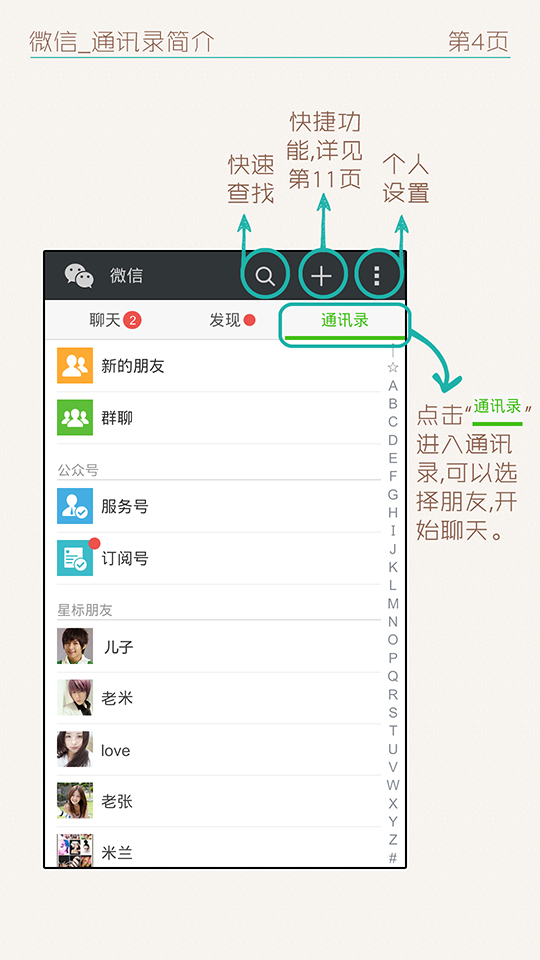 微信_通讯录简介
第4页
快速
查找
快捷功
能,详见
第11页
个人
设置
微信
聊天 2
发现
通讯录
新的朋友
群聊
公众号
服务号
订阅号
星标朋友
儿子
老米
love
老张
米兰
☆
A
B
C
D
E
F
G
H
I
J
K
L
M
N
O
P
Q
R
S
T
U
V
W
X
Y
Z
#
点击“通讯录”
进入通讯
录,可以选
择朋友,开
始聊天。